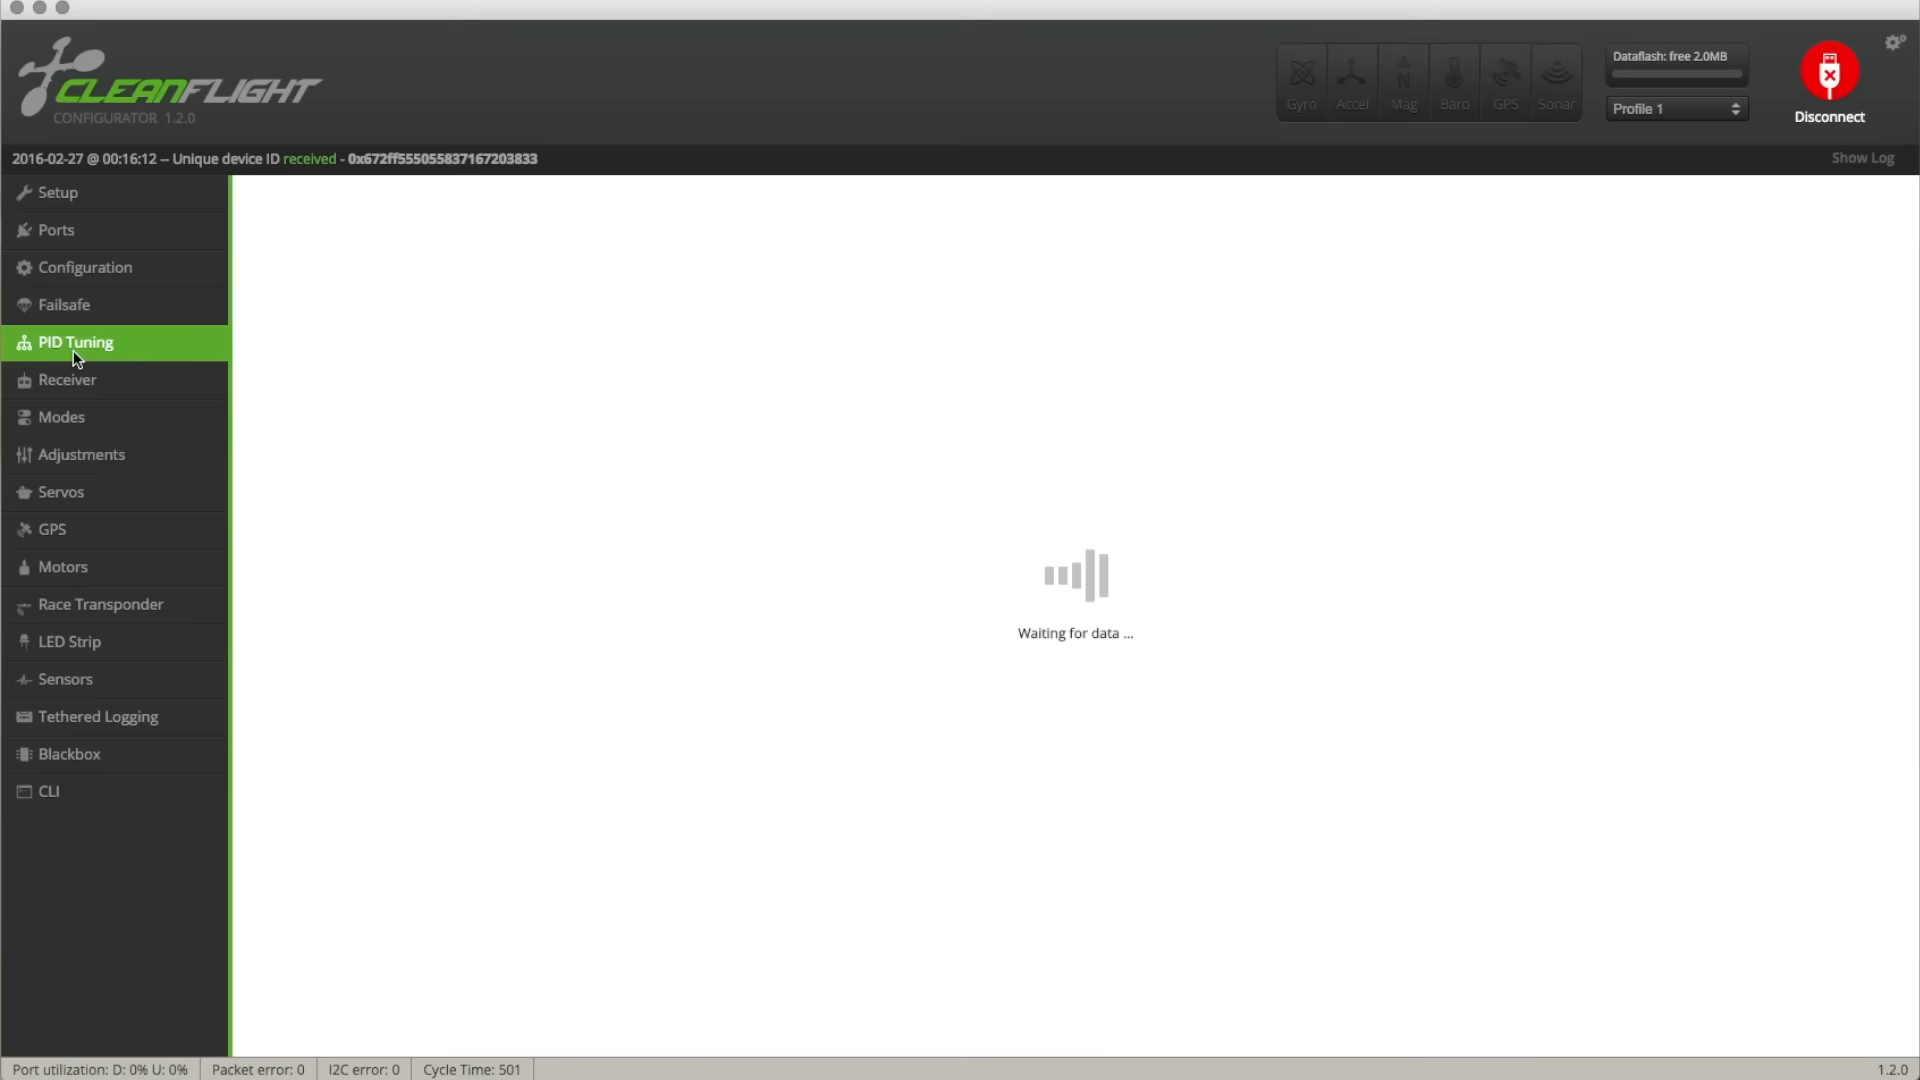 CLEANFLIGHT
CONFIGURATOR 1.2.0
Gyro
Accel
Mag
Baro
GPS
Sonar
Dataflash: free 2.0MB
Profile 1
Disconnect
2016-02-27 @ 00:16:12 -- Unique device ID received - 0x672ff555055837167203833
Show Log
Setup
Ports
Configuration
Failsafe
PID Tuning
Receiver
Modes
Adjustments
Servos
GPS
Motors
Race Transponder
LED Strip
Sensors
Tethered Logging
Blackbox
CLI
Waiting for data ...
Port utilization: D: 0% U: 0%
Packet error: 0
I2C error: 0
Cycle Time: 501
1.2.0